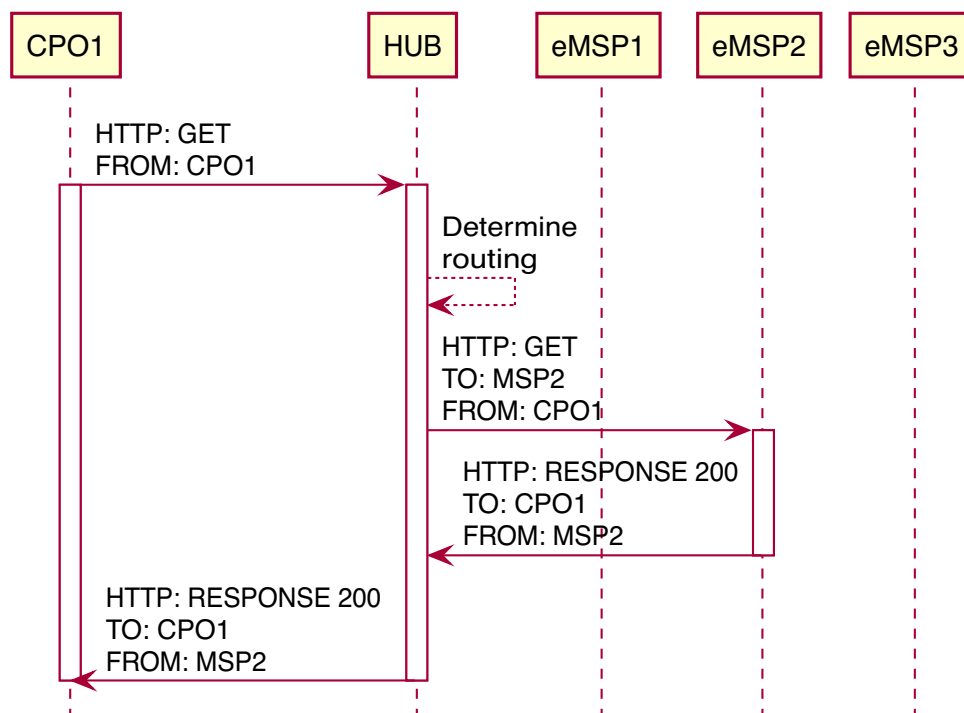 CPO1
HUB
eMSP1
eMSP2
eMSP3
HTTP: GET
FROM: CPO1
Determine
routing
HTTP: GET
TO: MSP2
FROM: CPO1
HTTP: RESPONSE 200
TO: CPO1
FROM: MSP2
HTTP: RESPONSE 200
TO: CPO1
FROM: MSP2